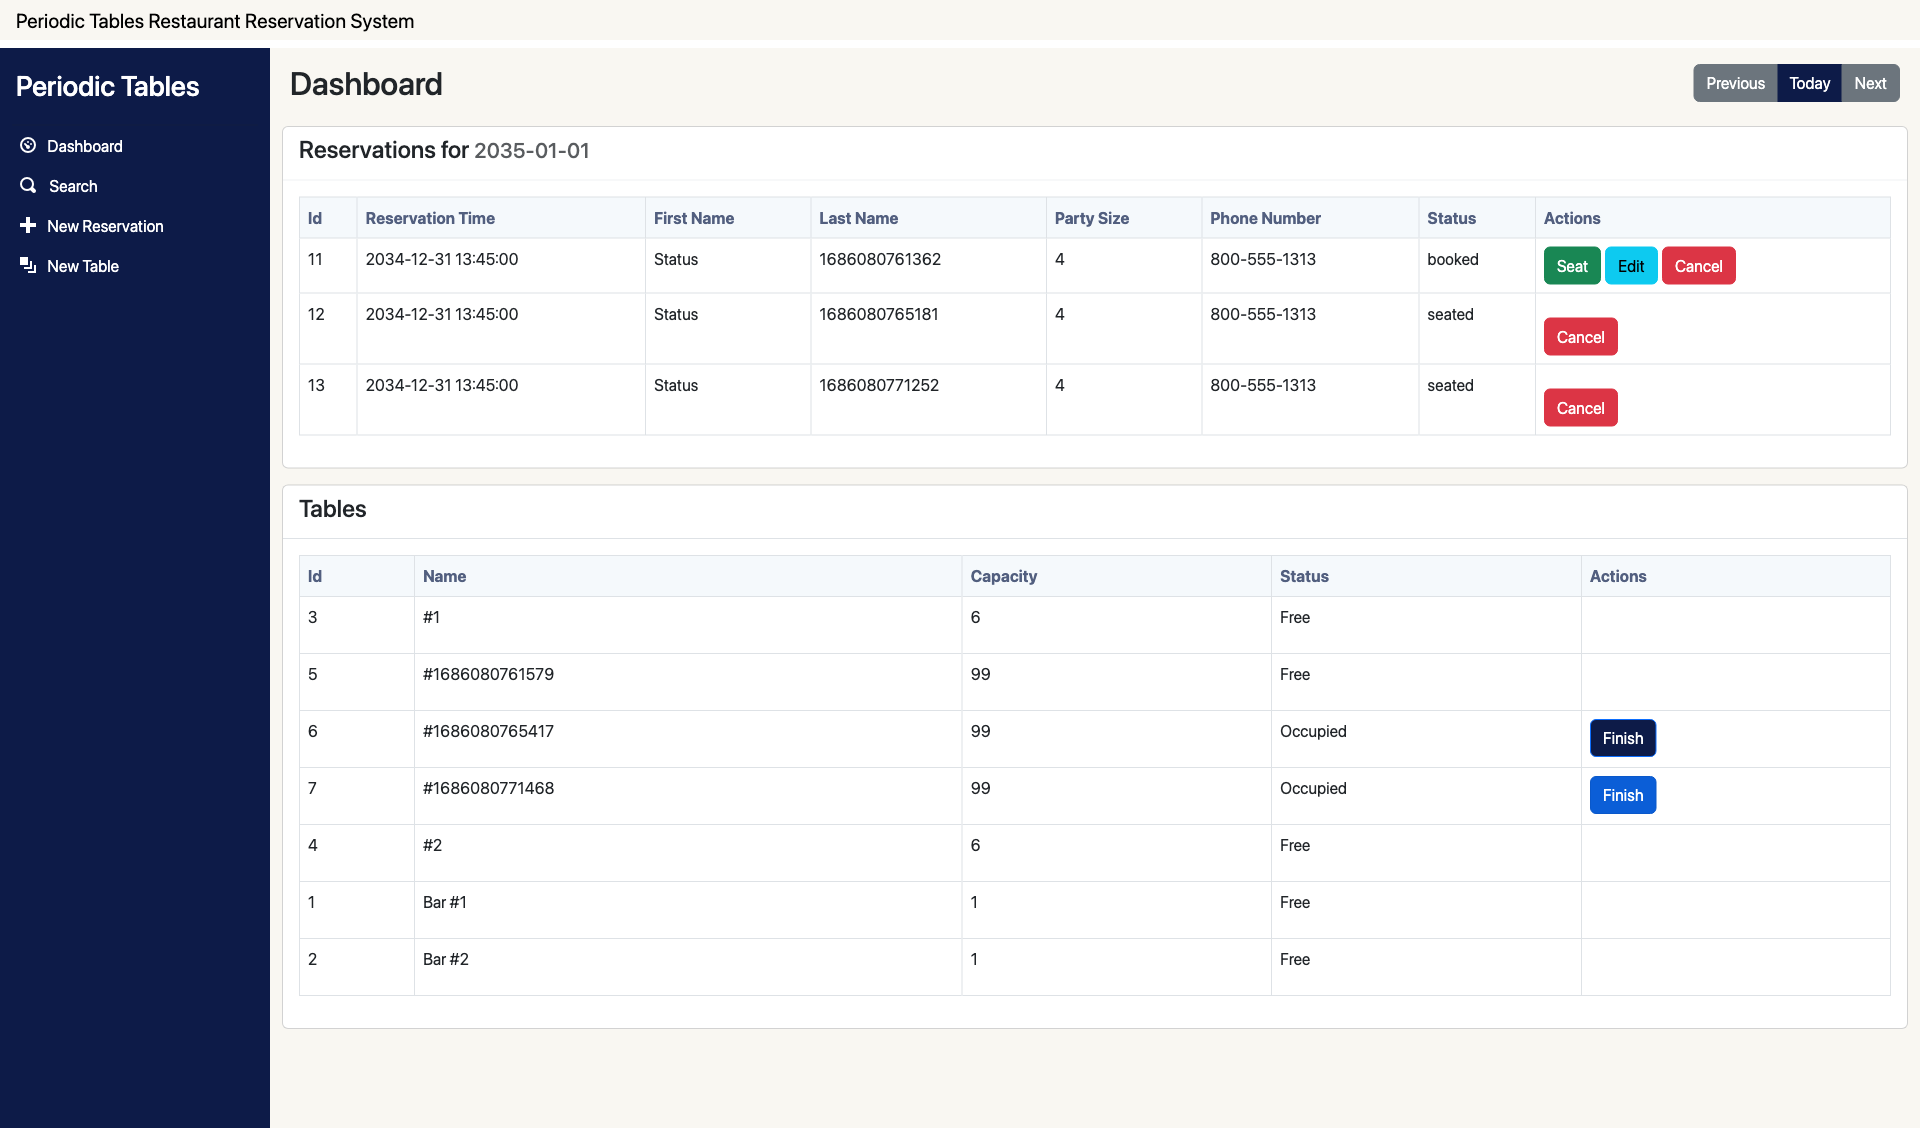 Periodic Tables Restaurant Reservation System
Periodic Tables
Dashboard
Search
New Reservation
New Table
Dashboard
Previous Today Next
Reservations for 2035-01-01
Id Reservation Time First Name Last Name Party Size Phone Number Status Actions
11 2034-12-31 13:45:00 Status 1686080761362 4 800-555-1313 booked Seat Edit Cancel
12 2034-12-31 13:45:00 Status 1686080765181 4 800-555-1313 seated Cancel
13 2034-12-31 13:45:00 Status 1686080771252 4 800-555-1313 seated Cancel
Tables
Id Name Capacity Status Actions
3 #1 6 Free
5 #1686080761579 99 Free
6 #1686080765417 99 Occupied Finish
7 #1686080771468 99 Occupied Finish
4 #2 6 Free
1 Bar #1 1 Free
2 Bar #2 1 Free